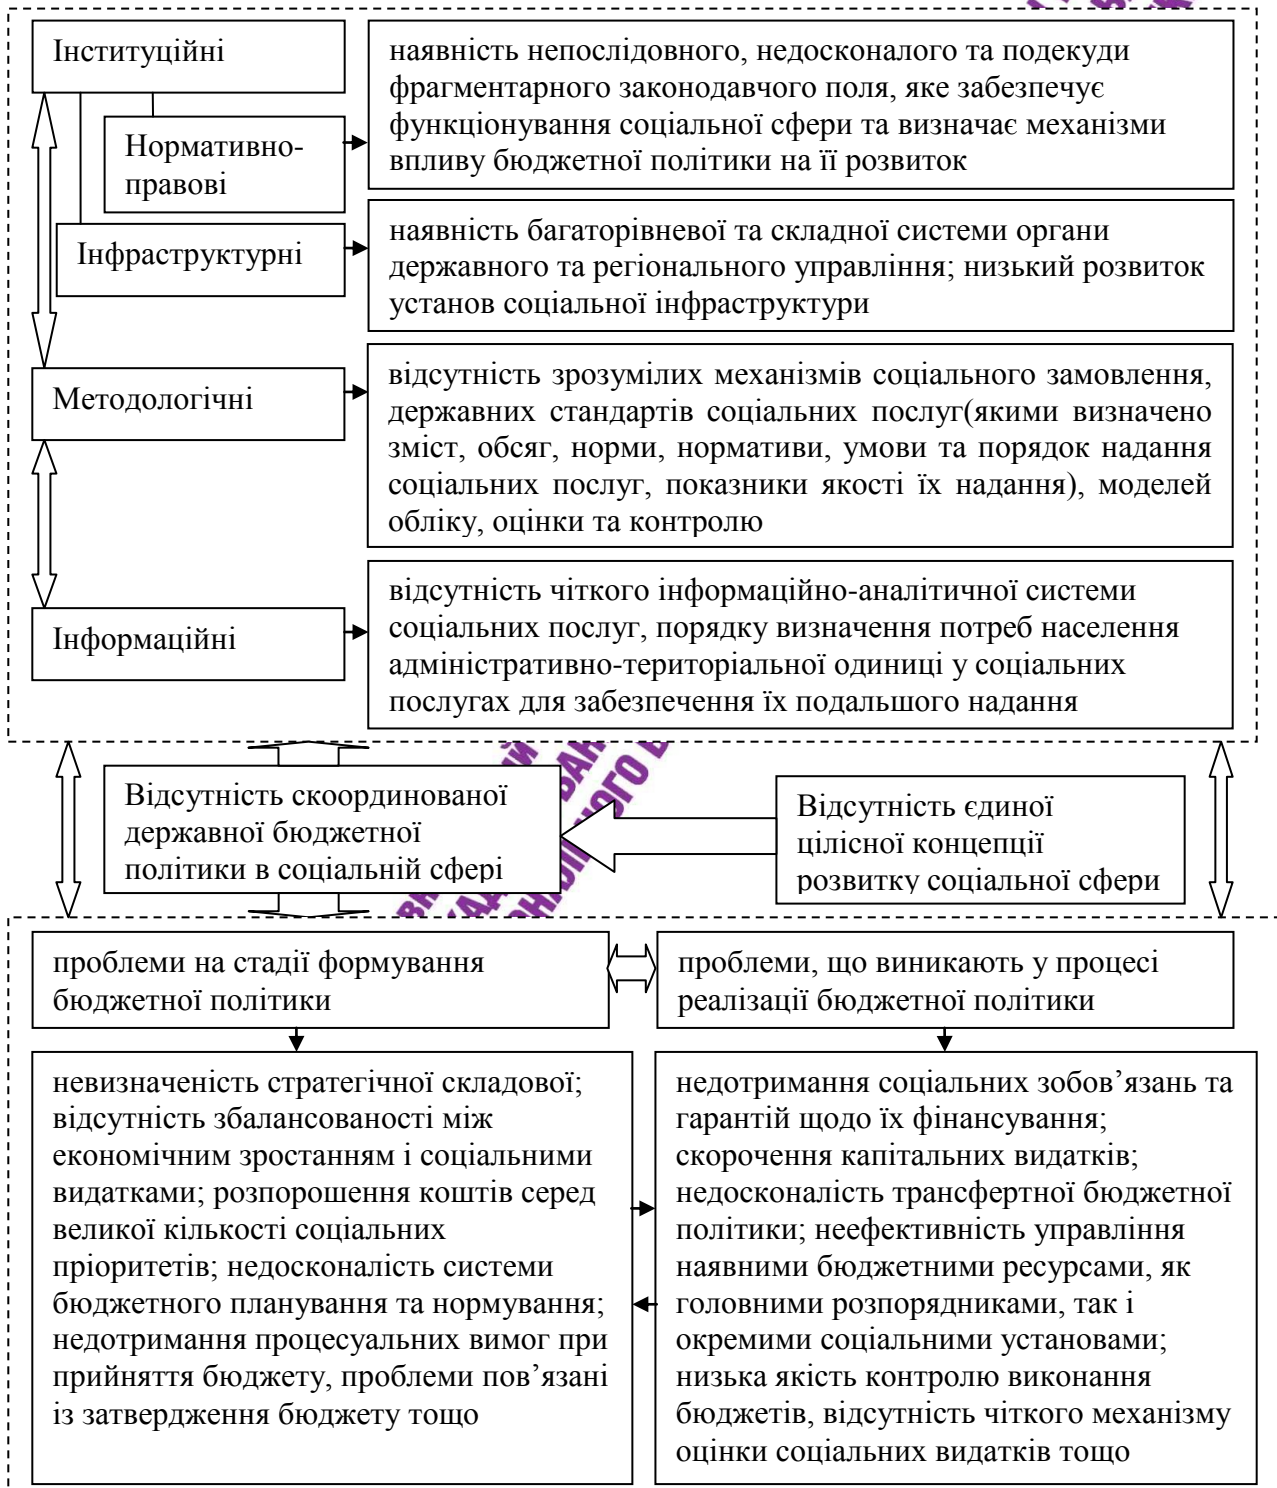 Інституційні
наявність непослідовного, недосконалого та подекуди
фрагментарного законодавчого поля, яке забезпечує
функціонування соціальної сфери та визначає механізми
впливу бюджетної політики на її розвиток
Нормативно-
правові
Інфраструктурні
наявність багаторівневої та складної системи органи
державного та регіонального управління; низький розвиток
установ соціальної інфраструктури
Методологічні
відсутність зрозумілих механізмів соціального замовлення,
державних стандартів соціальних послуг(якими визначено
зміст, обсяг, норми, нормативи, умови та порядок надання
соціальних послуг, показники якості їх надання), моделей
обліку, оцінки та контролю
Інформаційні
відсутність чіткого інформаційно-аналітичної системи
соціальних послуг, порядку визначення потреб населення
адміністративно-територіальної одиниці у соціальних
послугах для забезпечення їх подальшого надання
Відсутність скоординованої
державної бюджетної
політики в соціальній сфері
Відсутність єдиної
цілісної концепції
розвитку соціальної сфери
проблеми на стадії формування
бюджетної політики
проблеми, що виникають у процесі
реалізації бюджетної політики
невизначеність стратегічної складової;
відсутність збалансованості між
економічним зростанням і соціальними
видатками; розпорошення коштів серед
великої кількості соціальних
пріоритетів; недосконалість системи
бюджетного планування та нормування;
недотримання процесуальних вимог при
прийняття бюджету, проблеми пов’язані
із затвердження бюджету тощо
недотримання соціальних зобов’язань та
гарантій щодо їх фінансування;
скорочення капітальних видатків;
недосконалість трансфертної бюджетної
політики; неефективність управління
наявними бюджетними ресурсами, як
головними розпорядниками, так і
окремими соціальними установами;
низька якість контролю виконання
бюджетів, відсутність чіткого механізму
оцінки соціальних видатків тощо